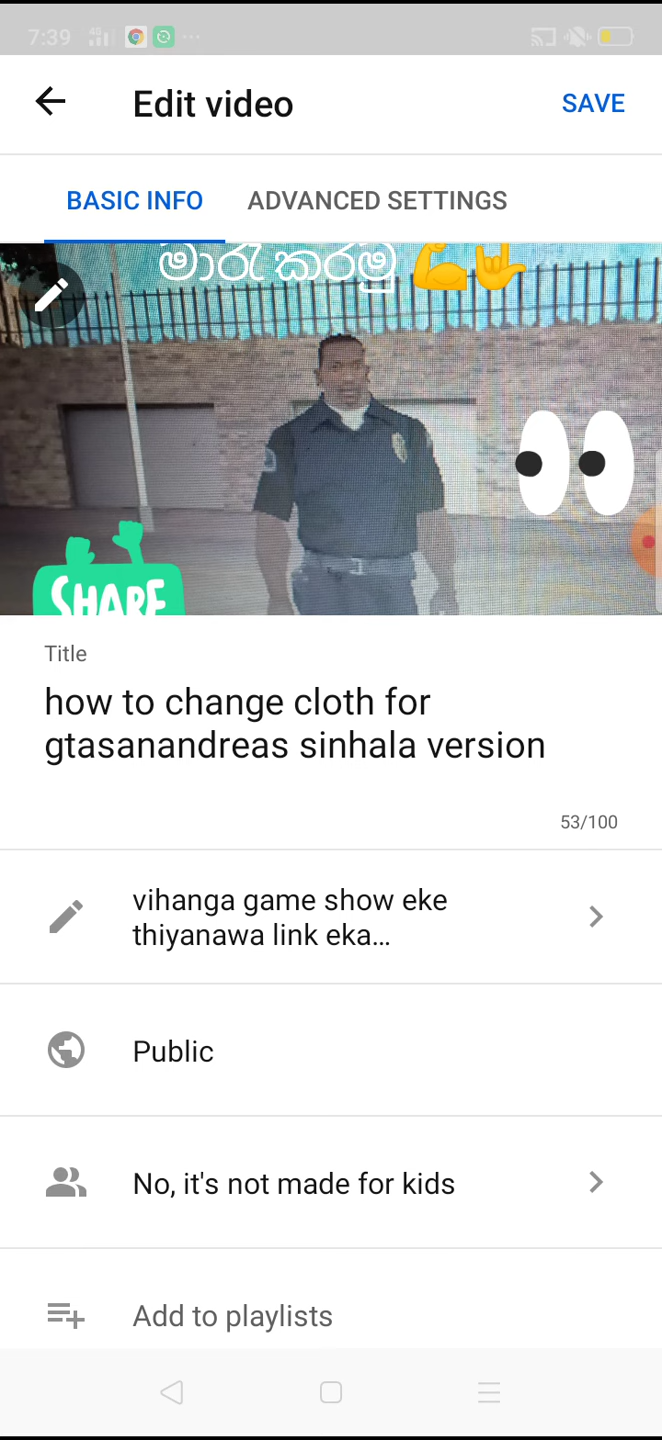 7:39
4G
Edit video
SAVE
BASIC INFO
ADVANCED SETTINGS
මාරු කරමු 💪🤟
SHARE
Title
how to change cloth for
gtasanandreas sinhala version
53/100
vihanga game show eke
thiyanawa link eka...
Public
No, it's not made for kids
Add to playlists